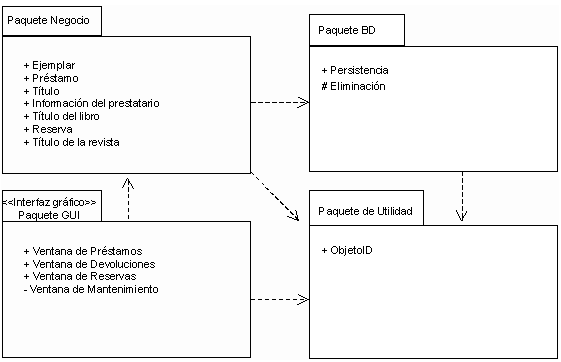 Paquete Negocio
+ Ejemplar
+ Préstamo
+ Título
+ Información del prestatario
+ Título del libro
+ Reserva
+ Título de la revista
Paquete BD
+ Persistencia
# Eliminación
<<Interfaz gráfico>>
Paquete GUI
+ Ventana de Préstamos
+ Ventana de Devoluciones
+ Ventana de Reservas
- Ventana de Mantenimiento
Paquete de Utilidad
+ ObjetoID